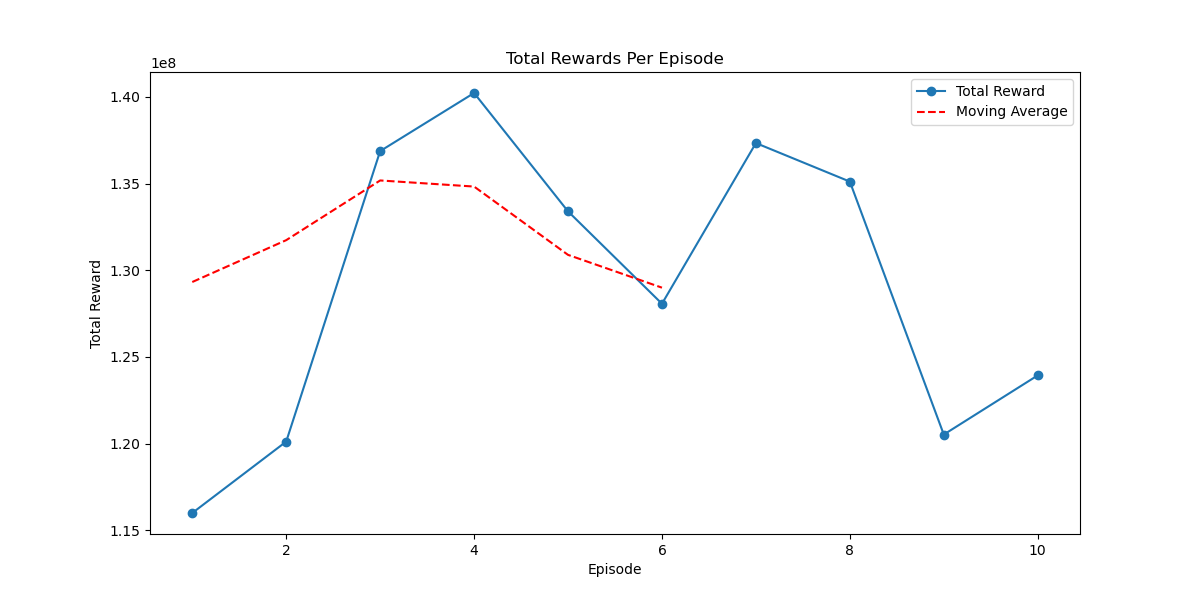 Total Rewards Per Episode
1e8
1.40
1.35
1.30
1.25
1.20
1.15
Total Reward
Total Reward
Moving Average
2
4
6
8
10
Episode